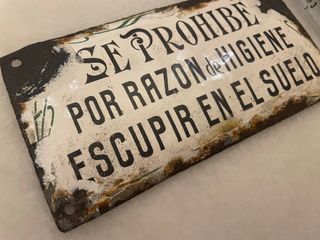 SE PROHIBE
POR RAZON de HIGIENE
ESCUPIR EN EL SUELO